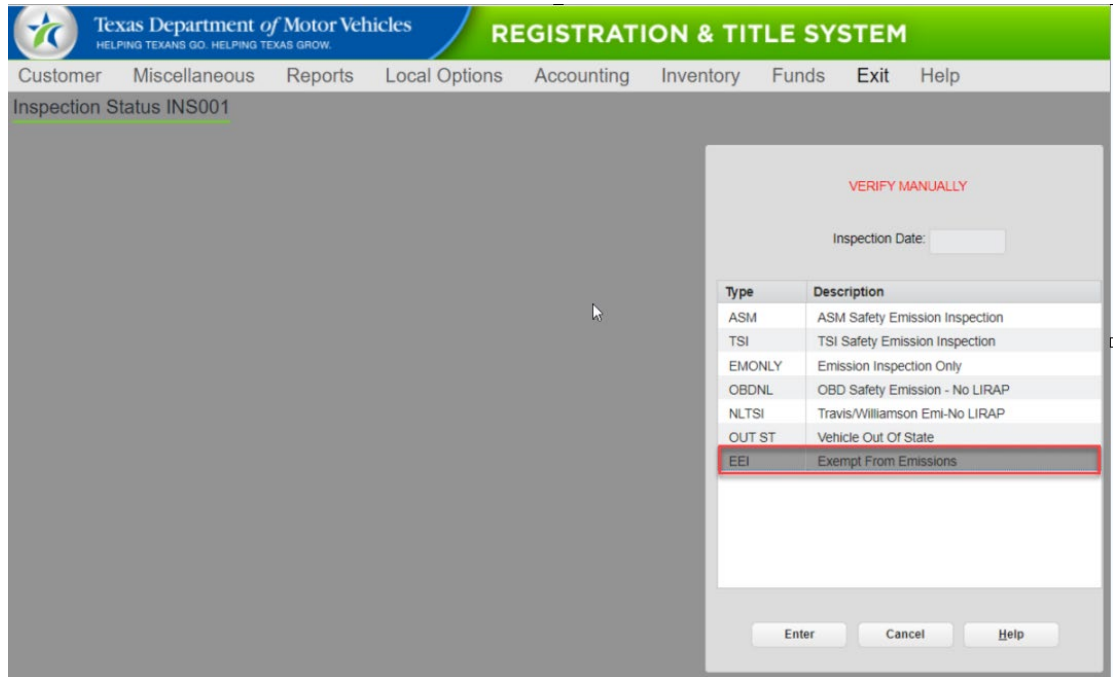 Texas Department of Motor Vehicles
HELPING TEXANS GO. HELPING TEXAS GROW.
REGISTRATION & TITLE SYSTEM
Customer Miscellaneous Reports Local Options Accounting Inventory Funds Exit Help
Inspection Status INS001
VERIFY MANUALLY
Inspection Date:
Type Description
ASM ASM Safety Emission Inspection
TSI TSI Safety Emission Inspection
EMONLY Emission Inspection Only
OBDNL OBD Safety Emission - No LIRAP
NLTSI Travis/Williamson Emi-No LIRAP
OUT ST Vehicle Out Of State
EEI Exempt From Emissions
Enter Cancel Help